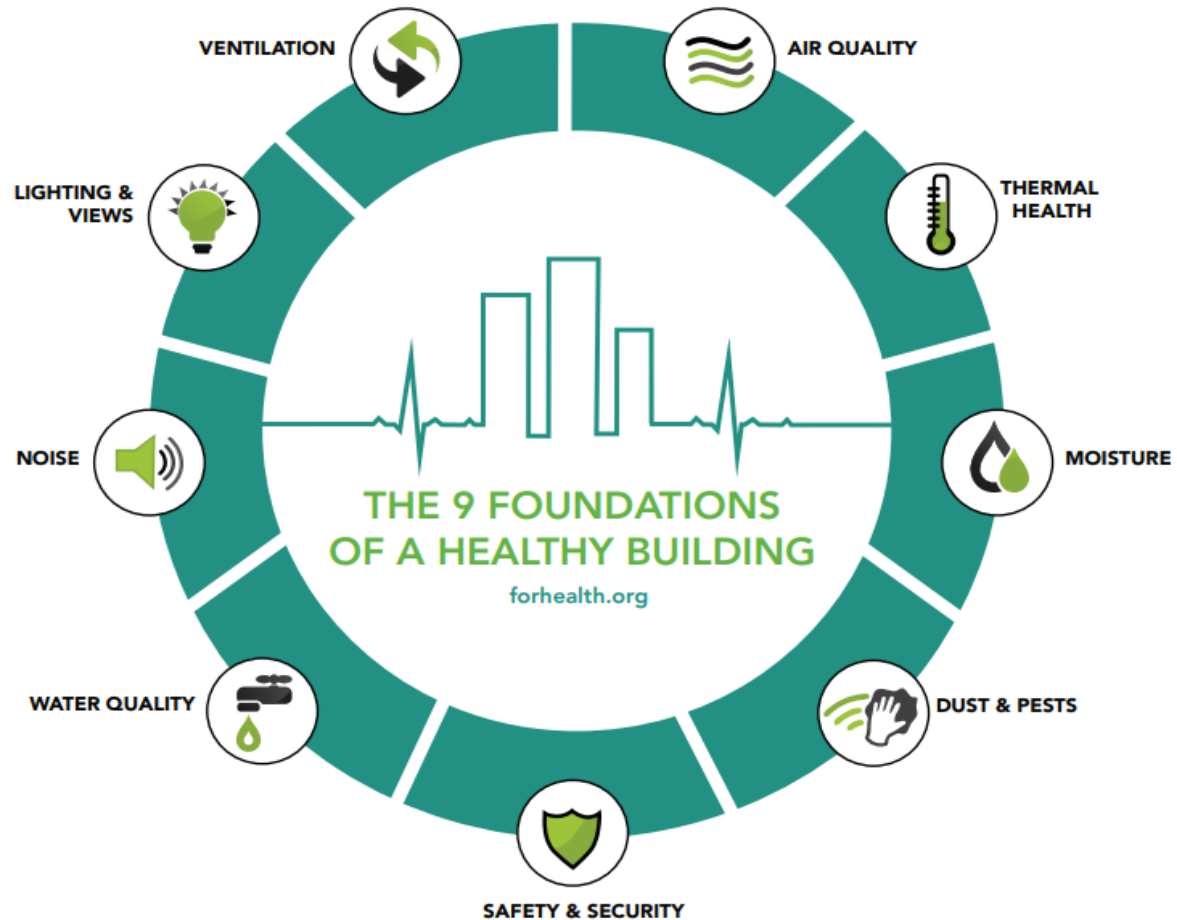 VENTILATION
AIR QUALITY
LIGHTING &
VIEWS
THERMAL
HEALTH
NOISE
MOISTURE
THE 9 FOUNDATIONS
OF A HEALTHY BUILDING
forhealth.org
WATER QUALITY
DUST & PESTS
SAFETY & SECURITY